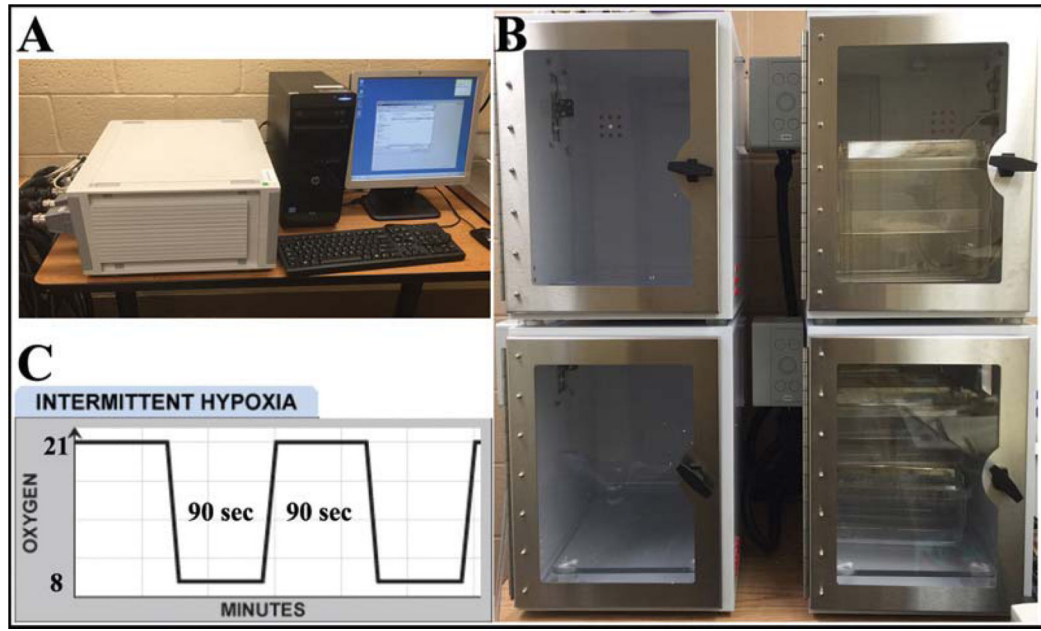 A
B
C
INTERMITTENT HYPOXIA
21
90 sec 90 sec
8
OXYGEN
MINUTES